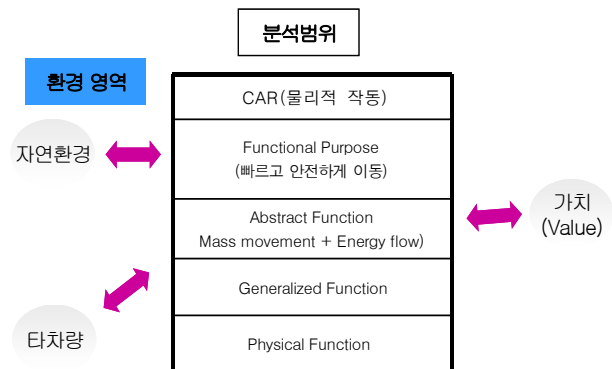 분석범위
환경 영역
CAR(물리적 작동)
자연환경
Functional Purpose
(빠르고 안전하게 이동)
가치
(Value)
Abstract Function
Mass movement + Energy flow)
Generalized Function
타차량
Physical Function